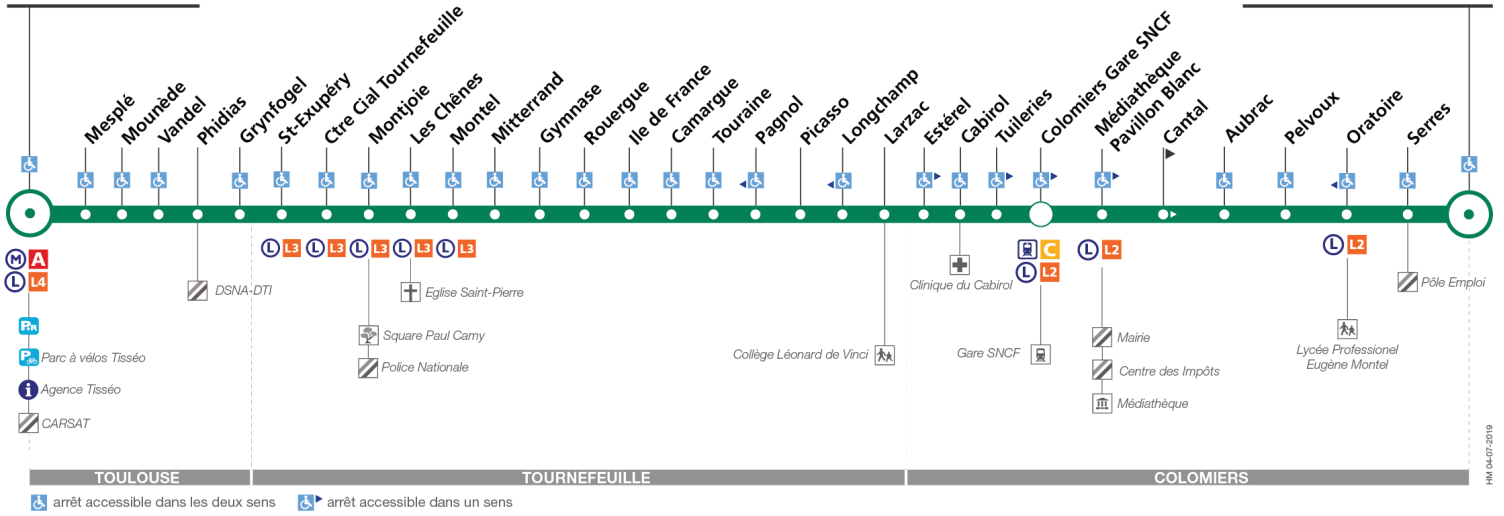 Mesplé
Mounède
Vandel
Phidias
Grynfogel
St-Exupéry
Ctre Cial Tournefeuille
Montjoie
Les Chênes
Montel
Mitterrand
Gymnase
Rouergue
Ile de France
Camargue
Touraine
Pagnol
Picasso
Longchamp
Larzac
Estérel
Cabirol
Tuileries
Colomiers Gare SNCF
Médiathèque
Pavillon Blanc
Cantal
Aubrac
Pelvoux
Oratoire
Serres
M A
L L4
P+R
P Parc à vélos Tisséo
i Agence Tisséo
CARSAT
DSNA-DTI
L L3
L L3
L L3
L L3
L L3
Eglise Saint-Pierre
Square Paul Camy
Police Nationale
Collège Léonard de Vinci
Clinique du Cabirol
C
L L2
Gare SNCF
L L2
Mairie
Centre des Impôts
Médiathèque
L L2
Lycée Professionel
Eugène Montel
Pôle Emploi
HM 04-07-2019
TOULOUSE
TOURNEFEUILLE
COLOMIERS
arrêt accessible dans les deux sens
arrêt accessible dans un sens